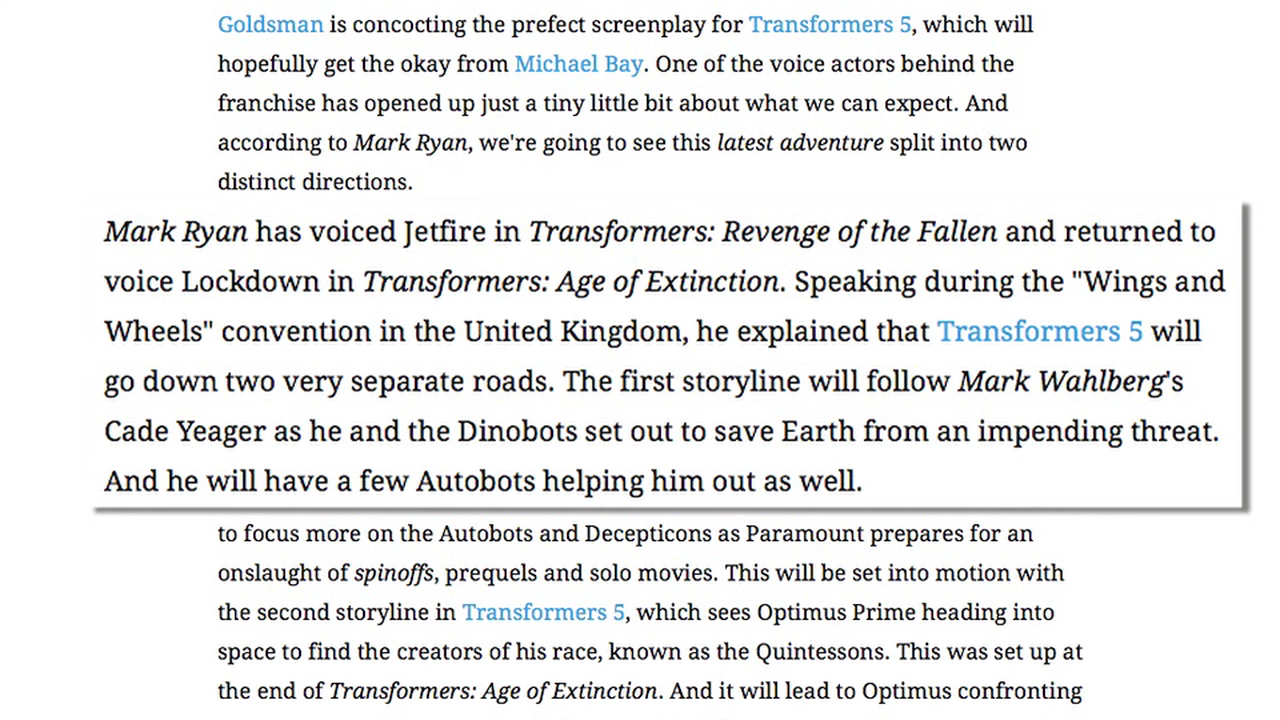 Goldsman is concocting the prefect screenplay for Transformers 5, which will
hopefully get the okay from Michael Bay. One of the voice actors behind the
franchise has opened up just a tiny little bit about what we can expect. And
according to Mark Ryan, we're going to see this latest adventure split into two
distinct directions.
Mark Ryan has voiced Jetfire in Transformers: Revenge of the Fallen and returned to
voice Lockdown in Transformers: Age of Extinction. Speaking during the "Wings and
Wheels" convention in the United Kingdom, he explained that Transformers 5 will
go down two very separate roads. The first storyline will follow Mark Wahlberg's
Cade Yeager as he and the Dinobots set out to save Earth from an impending threat.
And he will have a few Autobots helping him out as well.
to focus more on the Autobots and Decepticons as Paramount prepares for an
onslaught of spinoffs, prequels and solo movies. This will be set into motion with
the second storyline in Transformers 5, which sees Optimus Prime heading into
space to find the creators of his race, known as the Quintessons. This was set up at
the end of Transformers: Age of Extinction. And it will lead to Optimus confronting